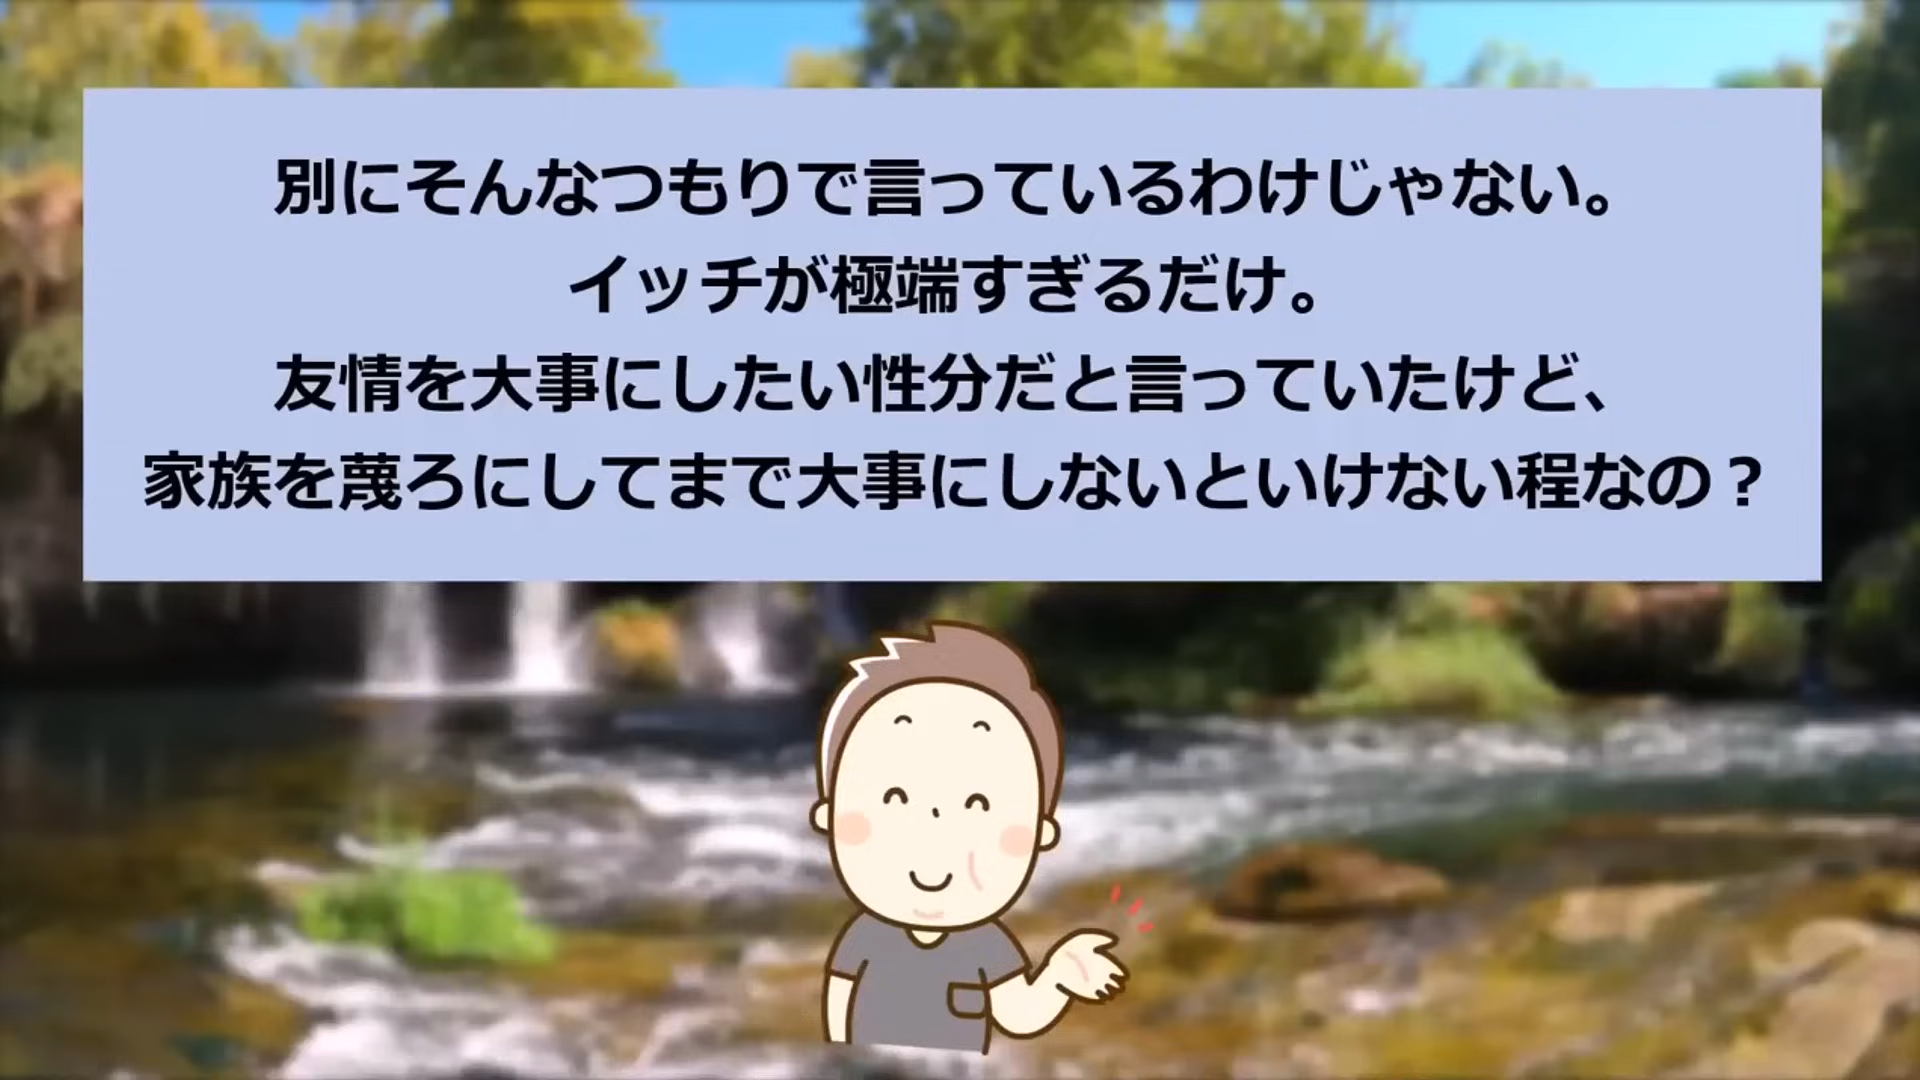 別にそんなつもりで言っているわけじゃない。
イッチが極端すぎるだけ。
友情を大事にしたい性分だと言っていたけど、
家族を蔑ろにしてまで大事にしないといけない程なの？